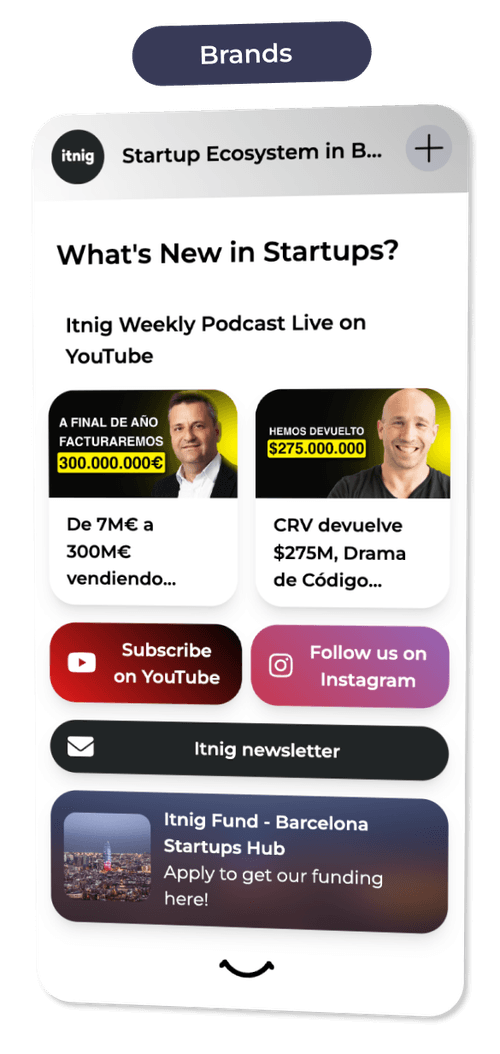 Brands
itnig
Startup Ecosystem in B...
What's New in Startups?
Itnig Weekly Podcast Live on
YouTube
A FINAL DE AÑO
FACTURAREMOS
300.000.000€
HEMOS DEVUELTO
$275.000.000
De 7M€ a
300M€
vendiendo...
CRV devuelve
$275M, Drama
de Código...
Subscribe
on YouTube
Follow us on
Instagram
Itnig newsletter
Itnig Fund - Barcelona
Startups Hub
Apply to get our funding
here!